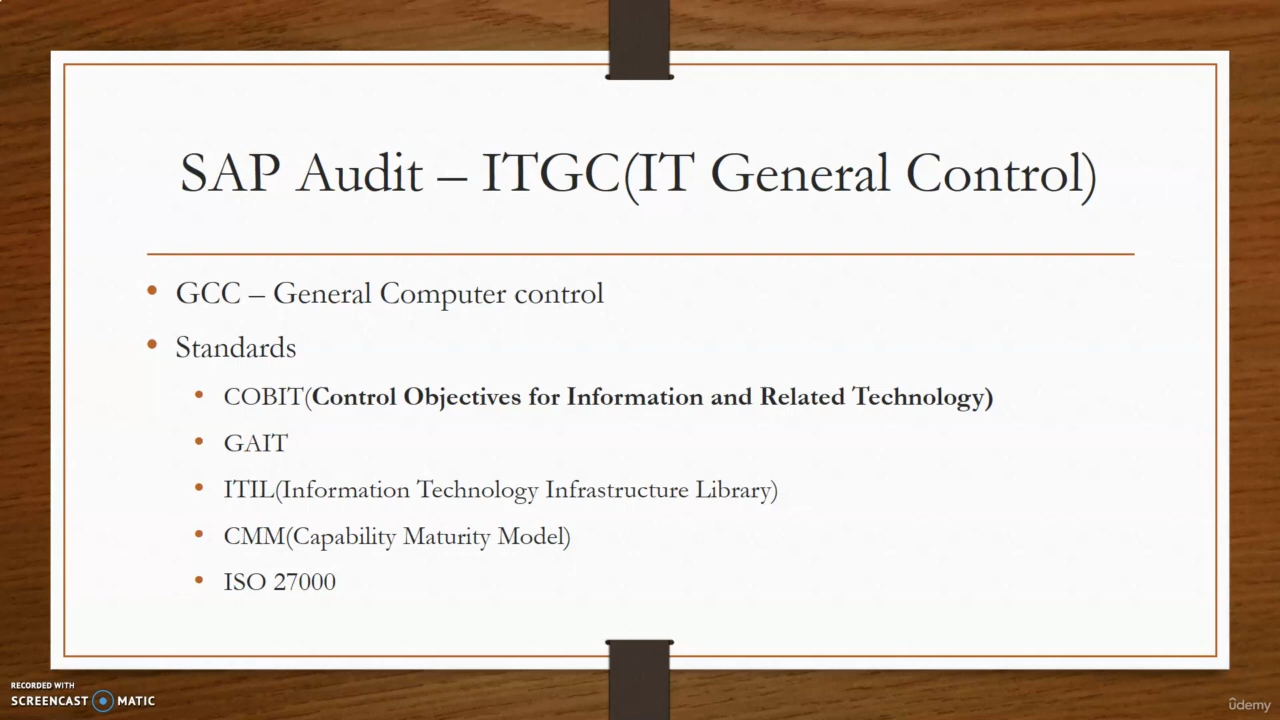 SAP Audit – ITGC(IT General Control)
• GCC – General Computer control
• Standards
• COBIT(Control Objectives for Information and Related Technology)
• GAIT
• ITIL(Information Technology Infrastructure Library)
• CMM(Capability Maturity Model)
• ISO 27000
RECORDED WITH
SCREENCAST MATIC
ûdemy